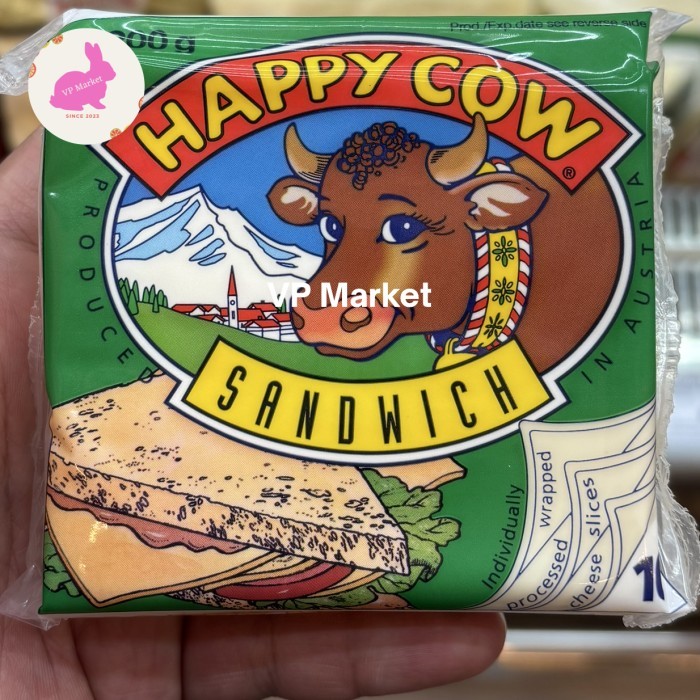 Prod./Exp.date see reverse side
200 g
VP Market
SINCE 2022
HAPPY COW
®
PRODUCED
IN AUSTRIA
VP Market
SANDWICH
Individually
wrapped
processed
cheese slices